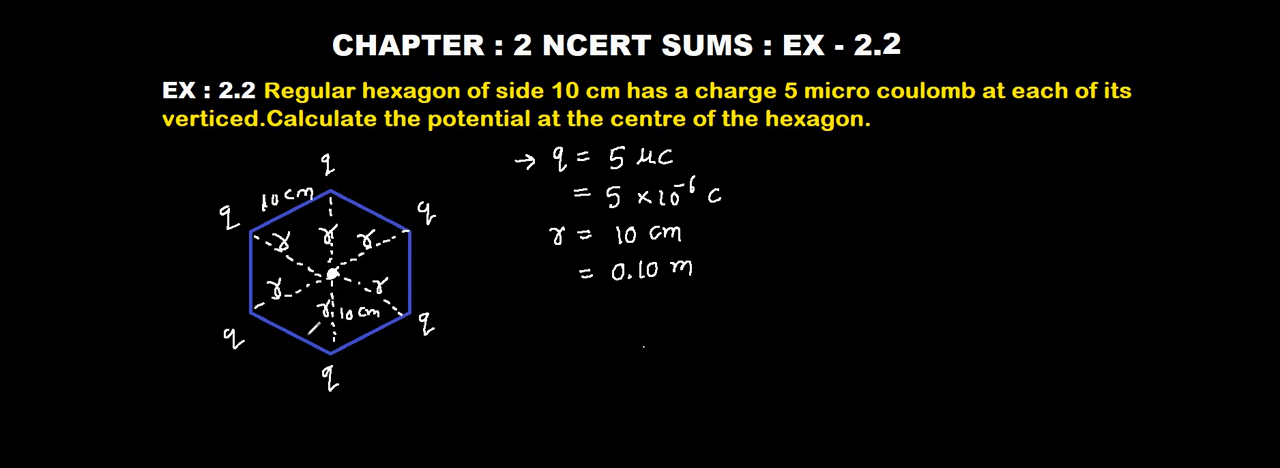 CHAPTER : 2 NCERT SUMS : EX - 2.2
EX : 2.2 Regular hexagon of side 10 cm has a charge 5 micro coulomb at each of its
verticed.Calculate the potential at the centre of the hexagon.
q
10 cm
q
q
r r r
r r
r 10 cm
q
q
q
→ q = 5 μC
= 5 × 10⁻⁶ C
r = 10 cm
= 0.10 m